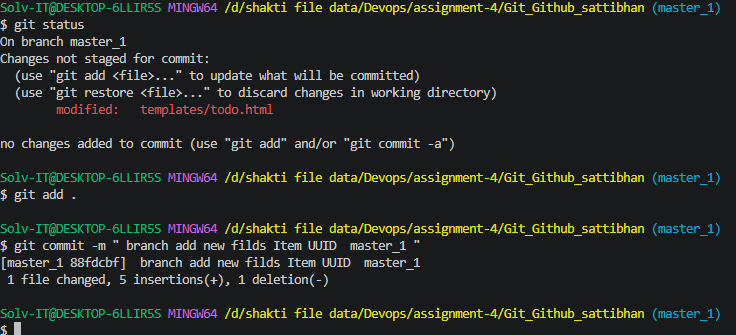 Solv-IT@DESKTOP-6LLIR5S MINGW64 /d/shakti file data/Devops/assignment-4/Git_Github_sattibhan (master_1)
$ git status
On branch master_1
Changes not staged for commit:
  (use "git add <file>..." to update what will be committed)
  (use "git restore <file>..." to discard changes in working directory)
        modified:   templates/todo.html

no changes added to commit (use "git add" and/or "git commit -a")

Solv-IT@DESKTOP-6LLIR5S MINGW64 /d/shakti file data/Devops/assignment-4/Git_Github_sattibhan (master_1)
$ git add .

Solv-IT@DESKTOP-6LLIR5S MINGW64 /d/shakti file data/Devops/assignment-4/Git_Github_sattibhan (master_1)
$ git commit -m " branch add new filds Item UUID  master_1 "
[master_1 88fdcbf]  branch add new filds Item UUID  master_1
 1 file changed, 5 insertions(+), 1 deletion(-)

Solv-IT@DESKTOP-6LLIR5S MINGW64 /d/shakti file data/Devops/assignment-4/Git_Github_sattibhan (master_1)
$